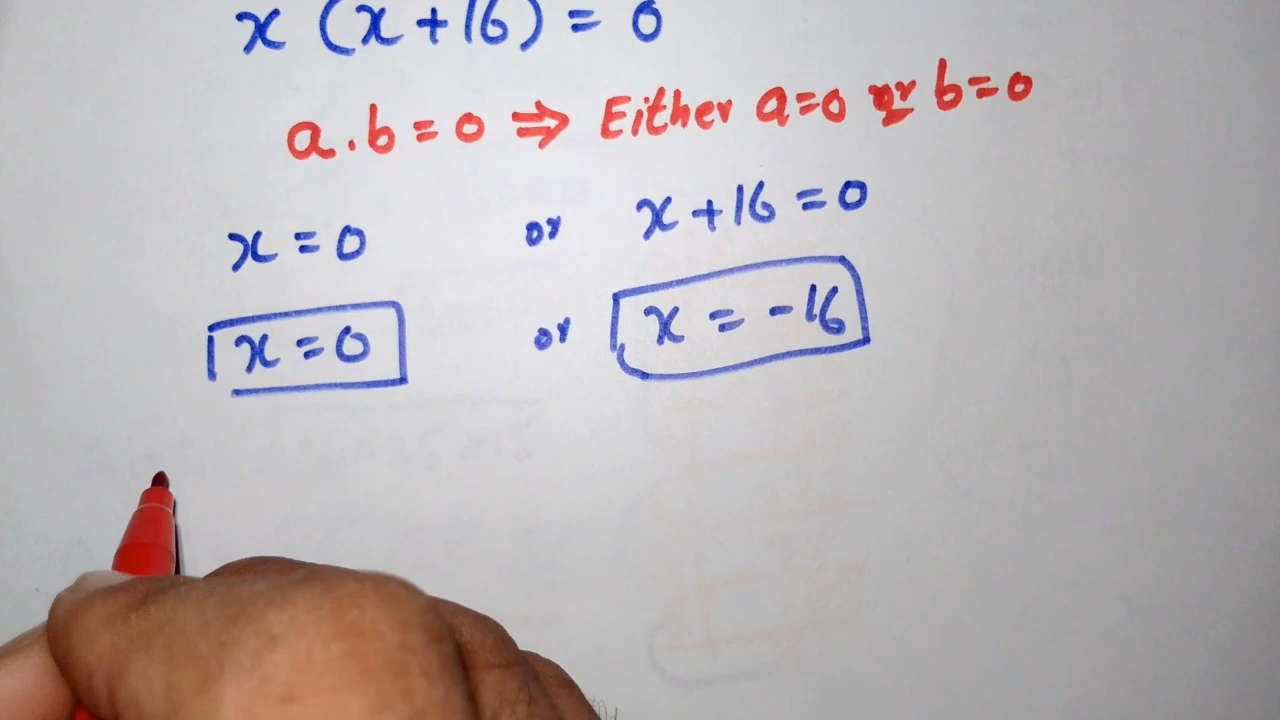 x (x+16) = 0
a.b = 0 ⇒ Either a=0 or b=0
x = 0 or x+16 = 0
x = 0 or x = -16